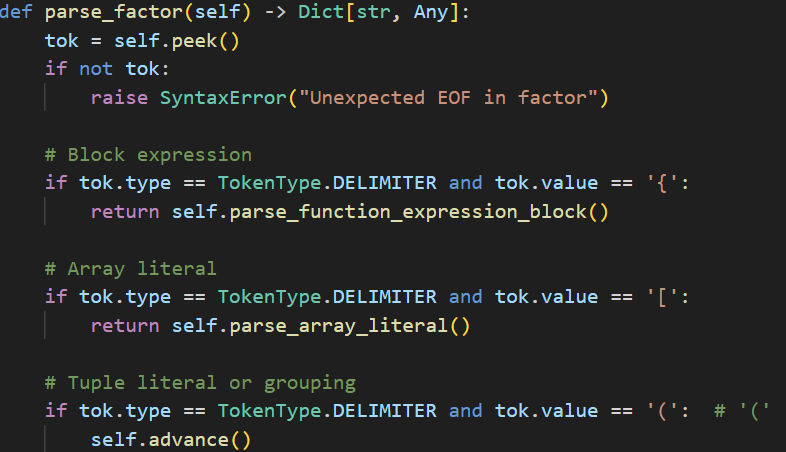 def parse_factor(self) -> Dict[str, Any]:
    tok = self.peek()
    if not tok:
        raise SyntaxError("Unexpected EOF in factor")

    # Block expression
    if tok.type == TokenType.DELIMITER and tok.value == '{':
        return self.parse_function_expression_block()

    # Array literal
    if tok.type == TokenType.DELIMITER and tok.value == '[':
        return self.parse_array_literal()

    # Tuple literal or grouping
    if tok.type == TokenType.DELIMITER and tok.value == '(':  # '('
        self.advance()